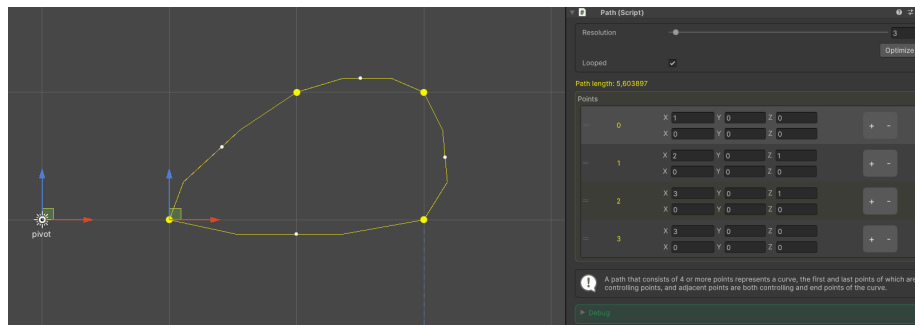 pivot
Path (Script)
Resolution 3
Optimize
Looped
Path length: 5,603897
Points
0 X 1 Y 0 Z 0 + -
X 0 Y 0 Z 0
1 X 2 Y 0 Z 1 + -
X 0 Y 0 Z 0
2 X 3 Y 0 Z 1 + -
X 0 Y 0 Z 0
3 X 3 Y 0 Z 0 + -
X 0 Y 0 Z 0
A path that consists of 4 or more points represents a curve, the first and last points of which are
controlling points, and adjacent points are both controlling and end points of the curve.
Debug